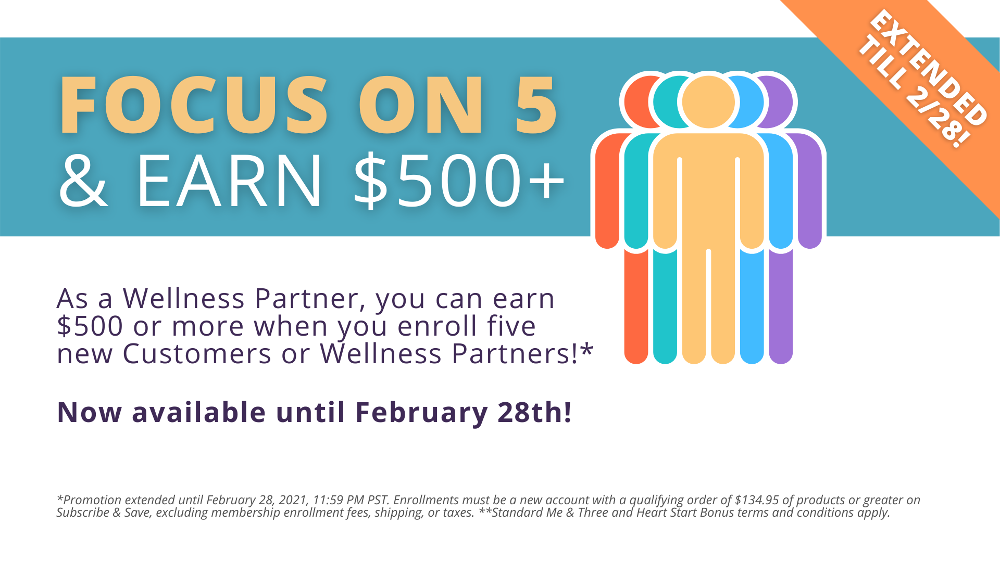 EXTENDED
TILL 2/28!
FOCUS ON 5
& EARN $500+
As a Wellness Partner, you can earn
$500 or more when you enroll five
new Customers or Wellness Partners!*
Now available until February 28th!
*Promotion extended until February 28, 2021, 11:59 PM PST. Enrollments must be a new account with a qualifying order of $134.95 of products or greater on
Subscribe & Save, excluding membership enrollment fees, shipping, or taxes. **Standard Me & Three and Heart Start Bonus terms and conditions apply.